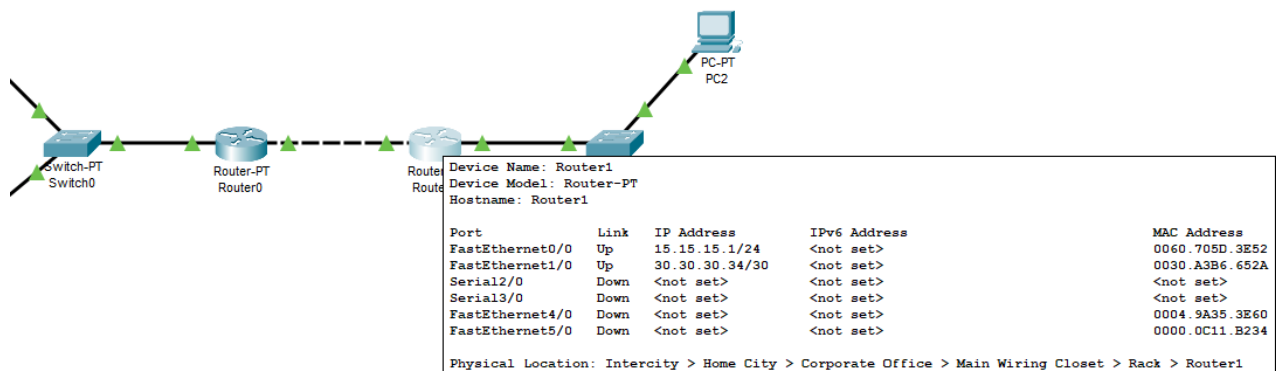 PC-PT
PC2
Switch-PT
Switch0
Router-PT
Router0
Router
Route
Device Name: Router1
Device Model: Router-PT
Hostname: Router1
Port Link IP Address IPv6 Address MAC Address
FastEthernet0/0 Up 15.15.15.1/24 <not set> 0060.705D.3E52
FastEthernet1/0 Up 30.30.30.34/30 <not set> 0030.A3B6.652A
Serial2/0 Down <not set> <not set> <not set>
Serial3/0 Down <not set> <not set> <not set>
FastEthernet4/0 Down <not set> <not set> 0004.9A35.3E60
FastEthernet5/0 Down <not set> <not set> 0000.0C11.B234
Physical Location: Intercity > Home City > Corporate Office > Main Wiring Closet > Rack > Router1